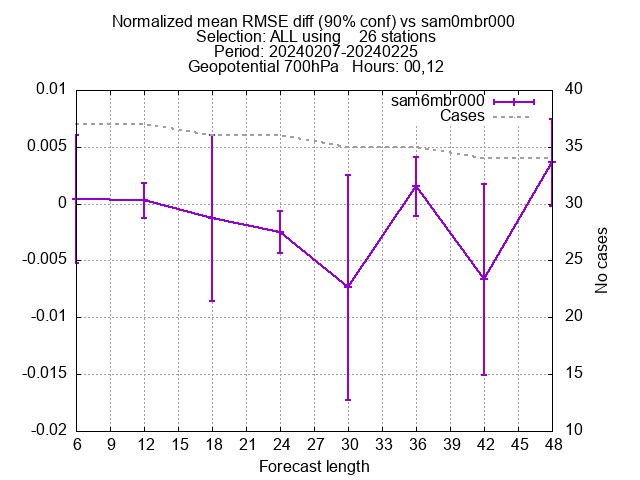 Normalized mean RMSE diff (90% conf) vs sam0mbr000
Selection: ALL using    26 stations
Period: 20240207-20240225
Geopotential 700hPa   Hours: 00,12
sam6mbr000
Cases
0.01
0.005
0
-0.005
-0.01
-0.015
-0.02
40
35
30
25
20
15
10
No cases
6 9 12 15 18 21 24 27 30 33 36 39 42 45 48
Forecast length